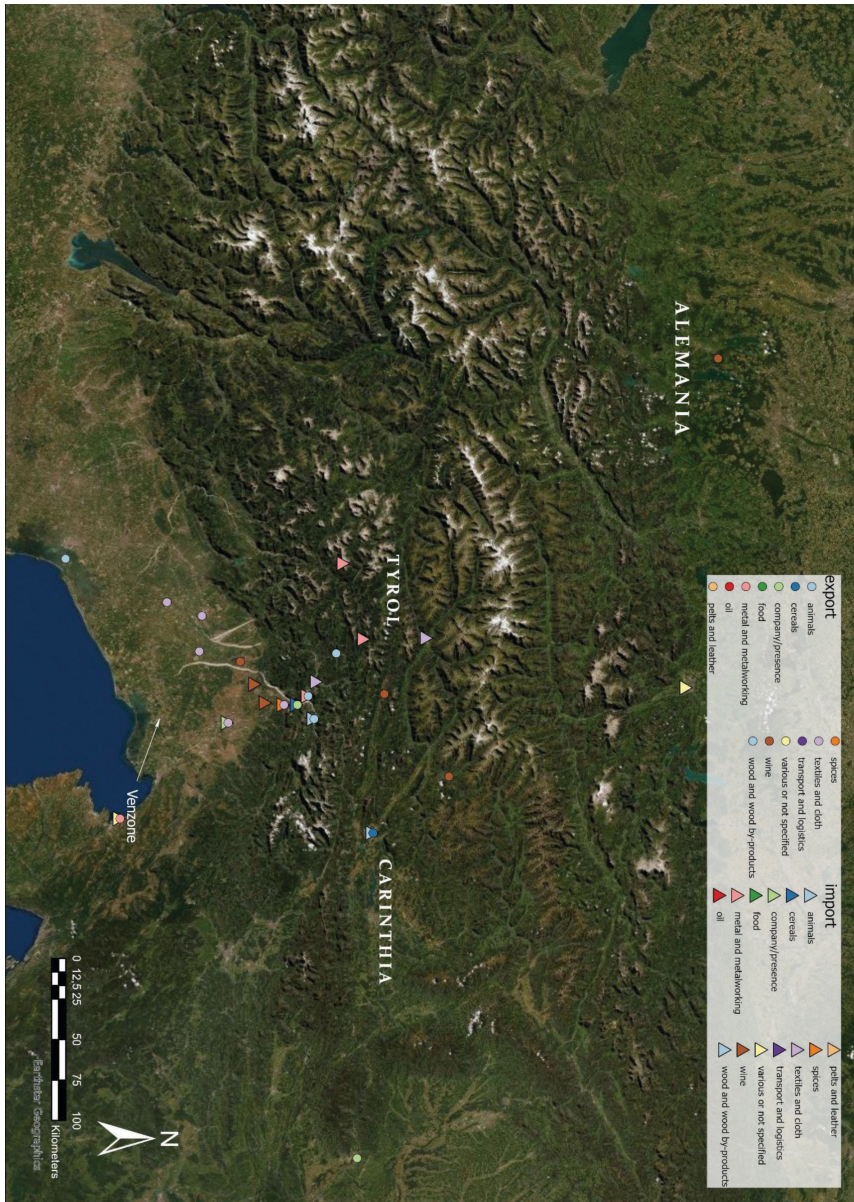 ALEMANIA
TYROL
CARINTHIA
Venzone
export
animals
cereals
company/presence
food
metal and metalworking
oil
pelts and leather
spices
textiles and cloth
transport and logistics
various or not specified
wine
wood and wood by-products
import
animals
cereals
company/presence
food
metal and metalworking
oil
pelts and leather
spices
textiles and cloth
transport and logistics
various or not specified
wine
wood and wood by-products
0 12,5 25 50 75 100
Kilometers
N
Earthstar Geographics